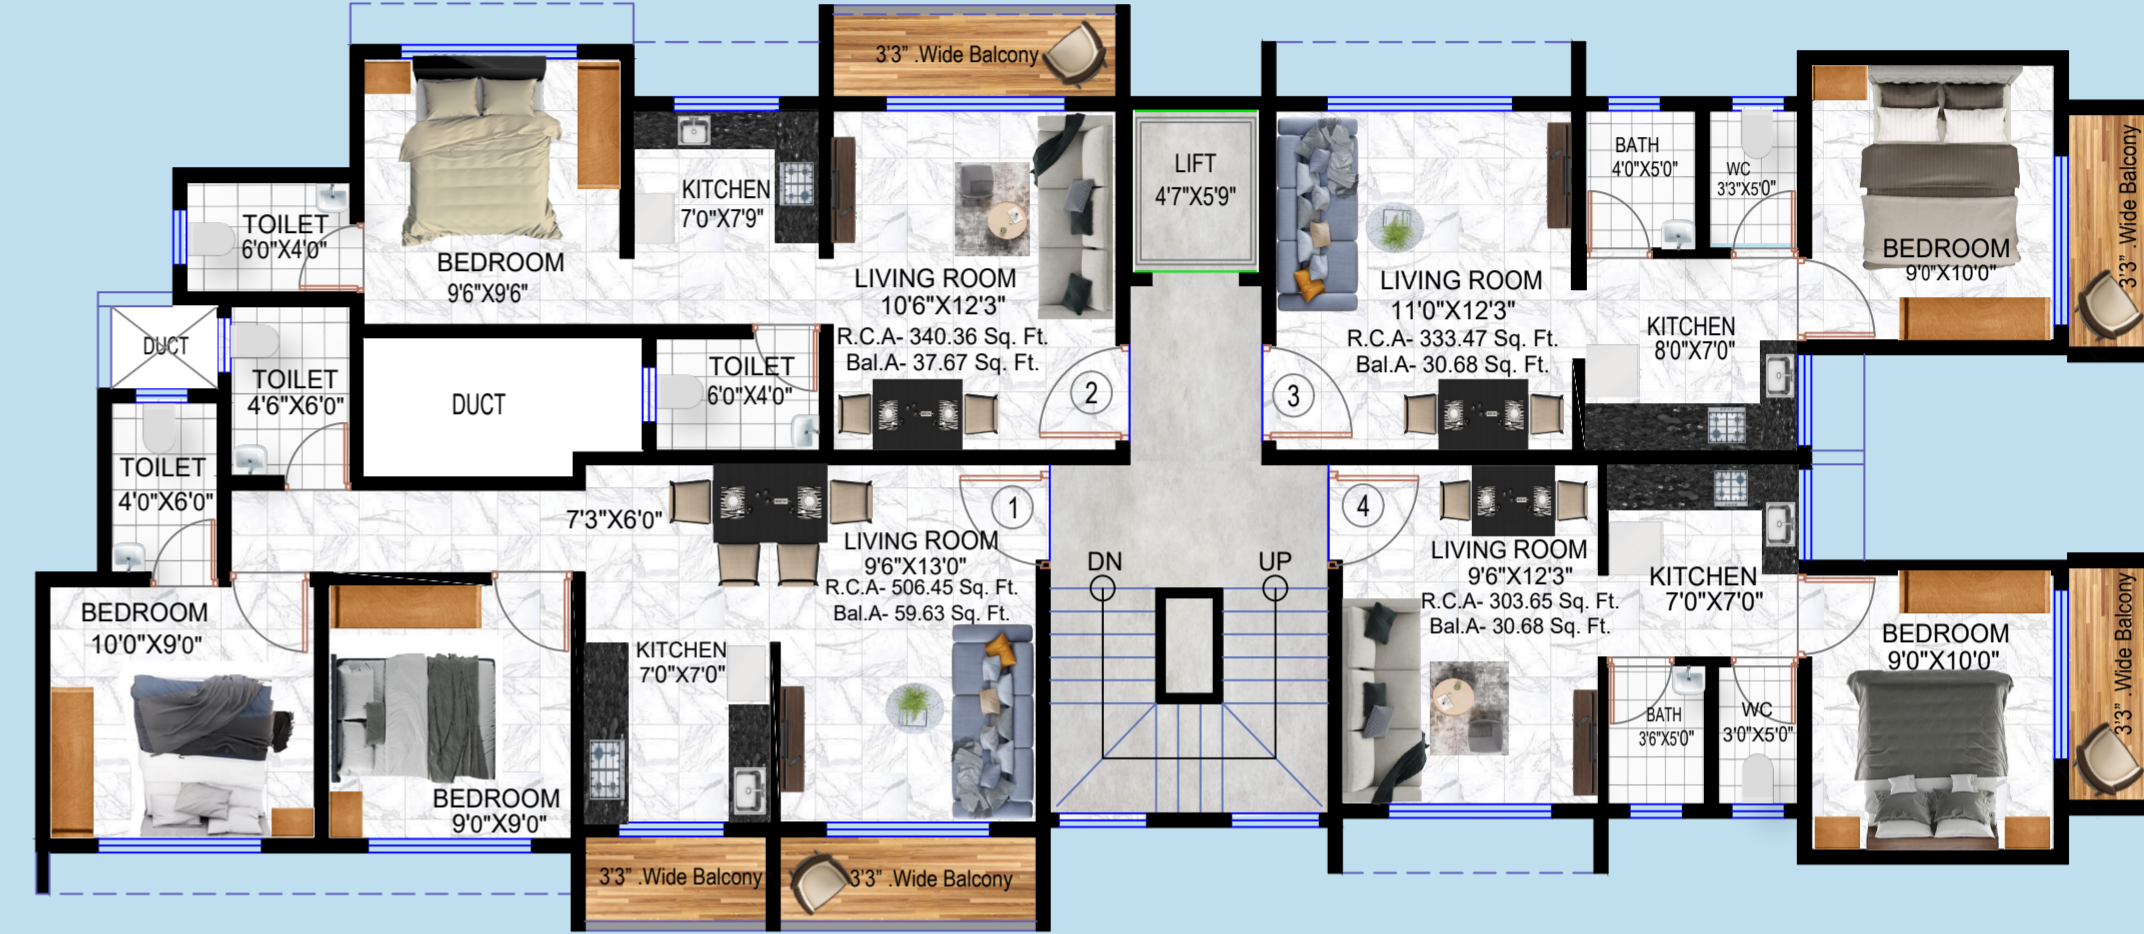 3'3” .Wide Balcony
TOILET
6'0"X4'0"
BEDROOM
9'6"X9'6"
KITCHEN
7'0"X7'9"
LIVING ROOM
10'6"X12'3"
R.C.A- 340.36 Sq. Ft.
Bal.A- 37.67 Sq. Ft.
2
LIFT
4'7"X5'9"
LIVING ROOM
11'0"X12'3"
R.C.A- 333.47 Sq. Ft.
Bal.A- 30.68 Sq. Ft.
3
BATH
4'0"X5'0"
WC
3'3"X5'0"
BEDROOM
9'0"X10'0"
3'3” .Wide Balcony
KITCHEN
8'0"X7'0"
DUCT
TOILET
4'6"X6'0"
DUCT
TOILET
6'0"X4'0"
TOILET
4'0"X6'0"
7'3"X6'0"
1
LIVING ROOM
9'6"X13'0"
R.C.A- 506.45 Sq. Ft.
Bal.A- 59.63 Sq. Ft.
DN
UP
4
LIVING ROOM
9'6"X12'3"
R.C.A- 303.65 Sq. Ft.
Bal.A- 30.68 Sq. Ft.
KITCHEN
7'0"X7'0"
BEDROOM
9'0"X10'0"
3'3” .Wide Balcony
BEDROOM
10'0"X9'0"
BEDROOM
9'0"X9'0"
KITCHEN
7'0"X7'0"
BATH
3'6"X5'0"
WC
3'0"X5'0"
3'3” .Wide Balcony
3'3” .Wide Balcony